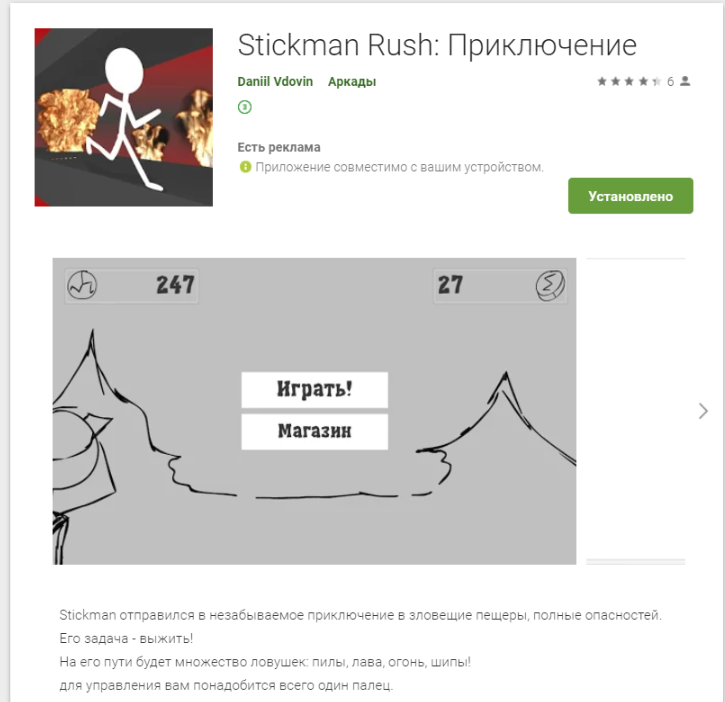 Stickman Rush: Приключение
Daniil Vdovin Аркады
6
3
Есть реклама
Приложение совместимо с вашим устройством.
Установлено
247
27
Играть!
Магазин
Stickman отправился в незабываемое приключение в зловещие пещеры, полные опасностей.
Его задача - выжить!
На его пути будет множество ловушек: пилы, лава, огонь, шипы!
для управления вам понадобится всего один палец.